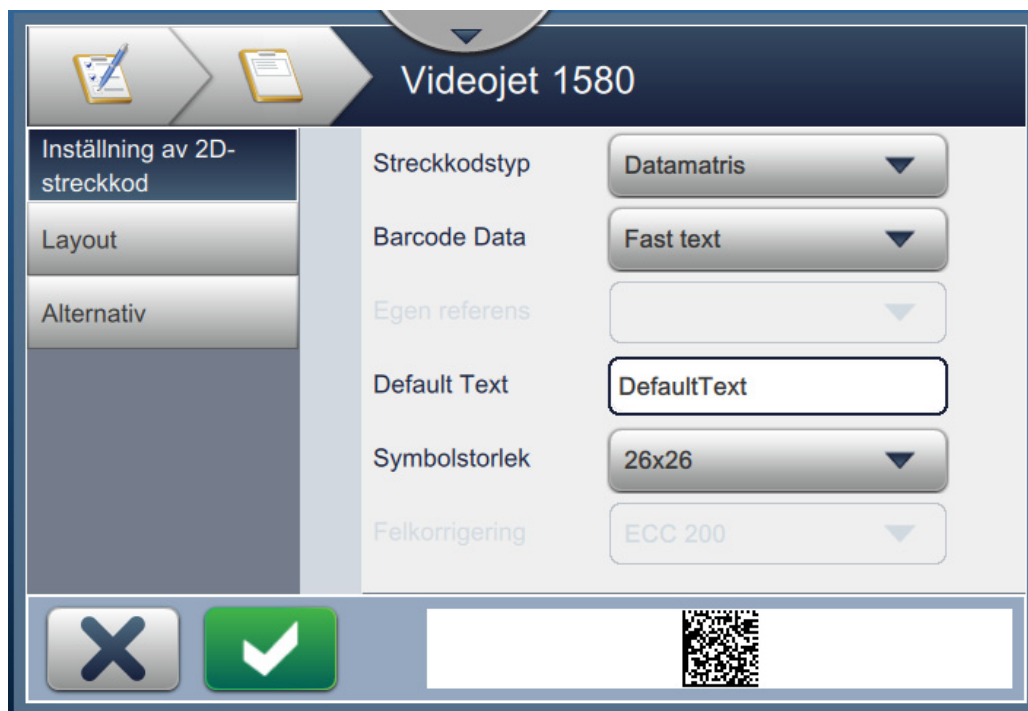 Videojet 1580
Inställning av 2D-
streckkod
Layout
Alternativ
Streckkodstyp
Datamatris
Barcode Data
Fast text
Egen referens
Default Text
DefaultText
Symbolstorlek
26x26
Felkorrigering
ECC 200